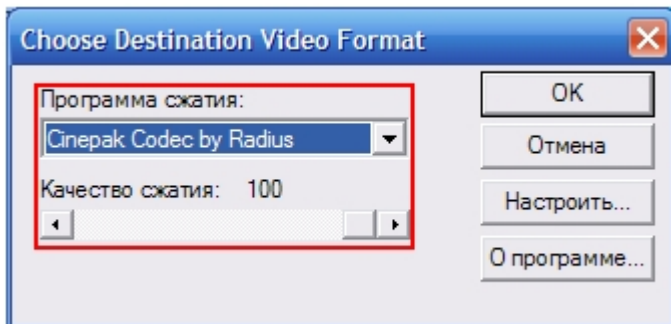 Choose Destination Video Format
Программа сжатия:
Cinepak Codec by Radius
Качество сжатия: 100
OK
Отмена
Настроить...
О программе...